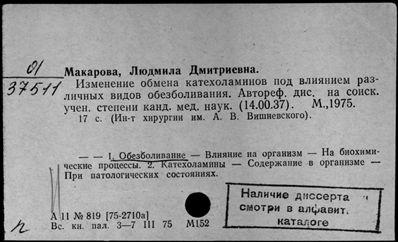 01
37511
Макарова, Людмила Дмитриевна.
Изменение обмена катехоламинов под влиянием раз-
личных видов обезболивания. Автореф. дис. на соиск.
учен. степени канд. мед. наук. (14.00.37). М., 1975.
17 с. (Ин-т хирургии им. А. В. Вишневского).
— — 1. Обезболивание — Влияние на организм — На биохими-
ческие процессы. 2. Катехоламины — Содержание в организме —
При патологических состояниях.
А 11 № 819 [75-2710а]
Вс. кн. пал. 3—7 III 75 М152
Наличие диссерта
смотри в алфавит.
каталоге